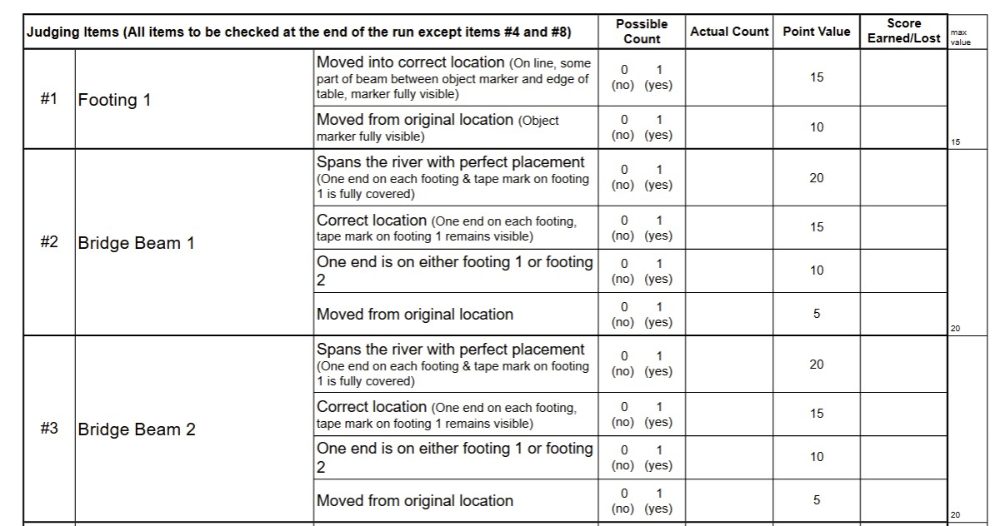 Judging Items (All items to be checked at the end of the run except items #4 and #8) Possible Count Actual Count Point Value Score Earned/Lost max value
#1 Footing 1
Moved into correct location (On line, some
part of beam between object marker and edge of
table, marker fully visible)
0 1
(no) (yes)
15
Moved from original location (Object
marker fully visible)
0 1
(no) (yes)
10
15
#2 Bridge Beam 1
Spans the river with perfect placement
(One end on each footing & tape mark on footing
1 is fully covered)
0 1
(no) (yes)
20
Correct location (One end on each footing,
tape mark on footing 1 remains visible)
0 1
(no) (yes)
15
One end is on either footing 1 or footing
2
0 1
(no) (yes)
10
Moved from original location
0 1
(no) (yes)
5
20
#3 Bridge Beam 2
Spans the river with perfect placement
(One end on each footing & tape mark on footing
1 is fully covered)
0 1
(no) (yes)
20
Correct location (One end on each footing,
tape mark on footing 1 remains visible)
0 1
(no) (yes)
15
One end is on either footing 1 or footing
2
0 1
(no) (yes)
10
Moved from original location
0 1
(no) (yes)
5
20